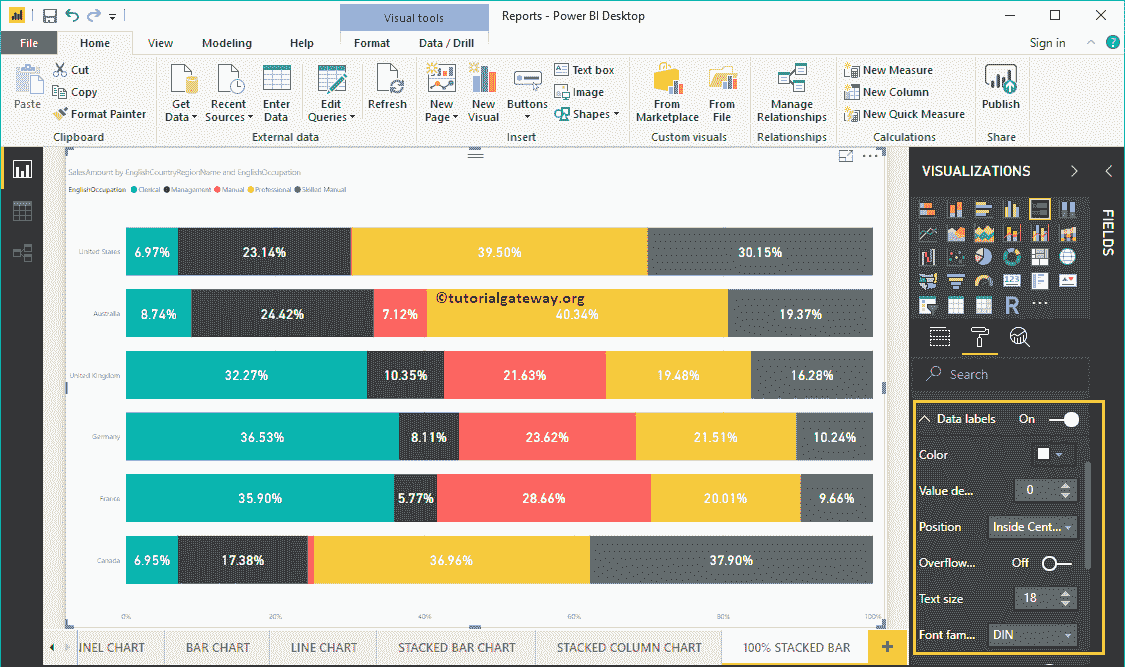 Visual tools
Reports - Power BI Desktop
File
Home
View
Modeling
Help
Format
Data / Drill
Sign in
?
Paste
Cut
Copy
Format Painter
Clipboard
Get Data
Recent Sources
Enter Data
Edit Queries
External data
Refresh
New Page
New Visual
Buttons
Text box
Image
Shapes
Insert
From Marketplace
From File
Custom visuals
Manage Relationships
Relationships
New Measure
New Column
New Quick Measure
Calculations
Publish
Share
SalesAmount by EnglishCountryRegionName and EnglishOccupation
EnglishOccupation Clerical Management Manual Professional Skilled Manual
United States 6.97% 23.14% 39.50% 30.15%
©tutorialgateway.org
Australia 8.74% 24.42% 7.12% 40.34% 19.37%
United Kingdom 32.27% 10.35% 21.63% 19.48% 16.28%
Germany 36.53% 8.11% 23.62% 21.51% 10.24%
France 35.90% 5.77% 28.66% 20.01% 9.66%
Canada 6.95% 17.38% 36.96% 37.90%
0% 20% 40% 60% 80% 100%
NNEL CHART
BAR CHART
LINE CHART
STACKED BAR CHART
STACKED COLUMN CHART
100% STACKED BAR
+
VISUALIZATIONS
FIELDS
123
R
Search
Data labels On
Color
Value de... 0
Position Inside Cent...
Overflow... Off
Text size 18
Font fam... DIN